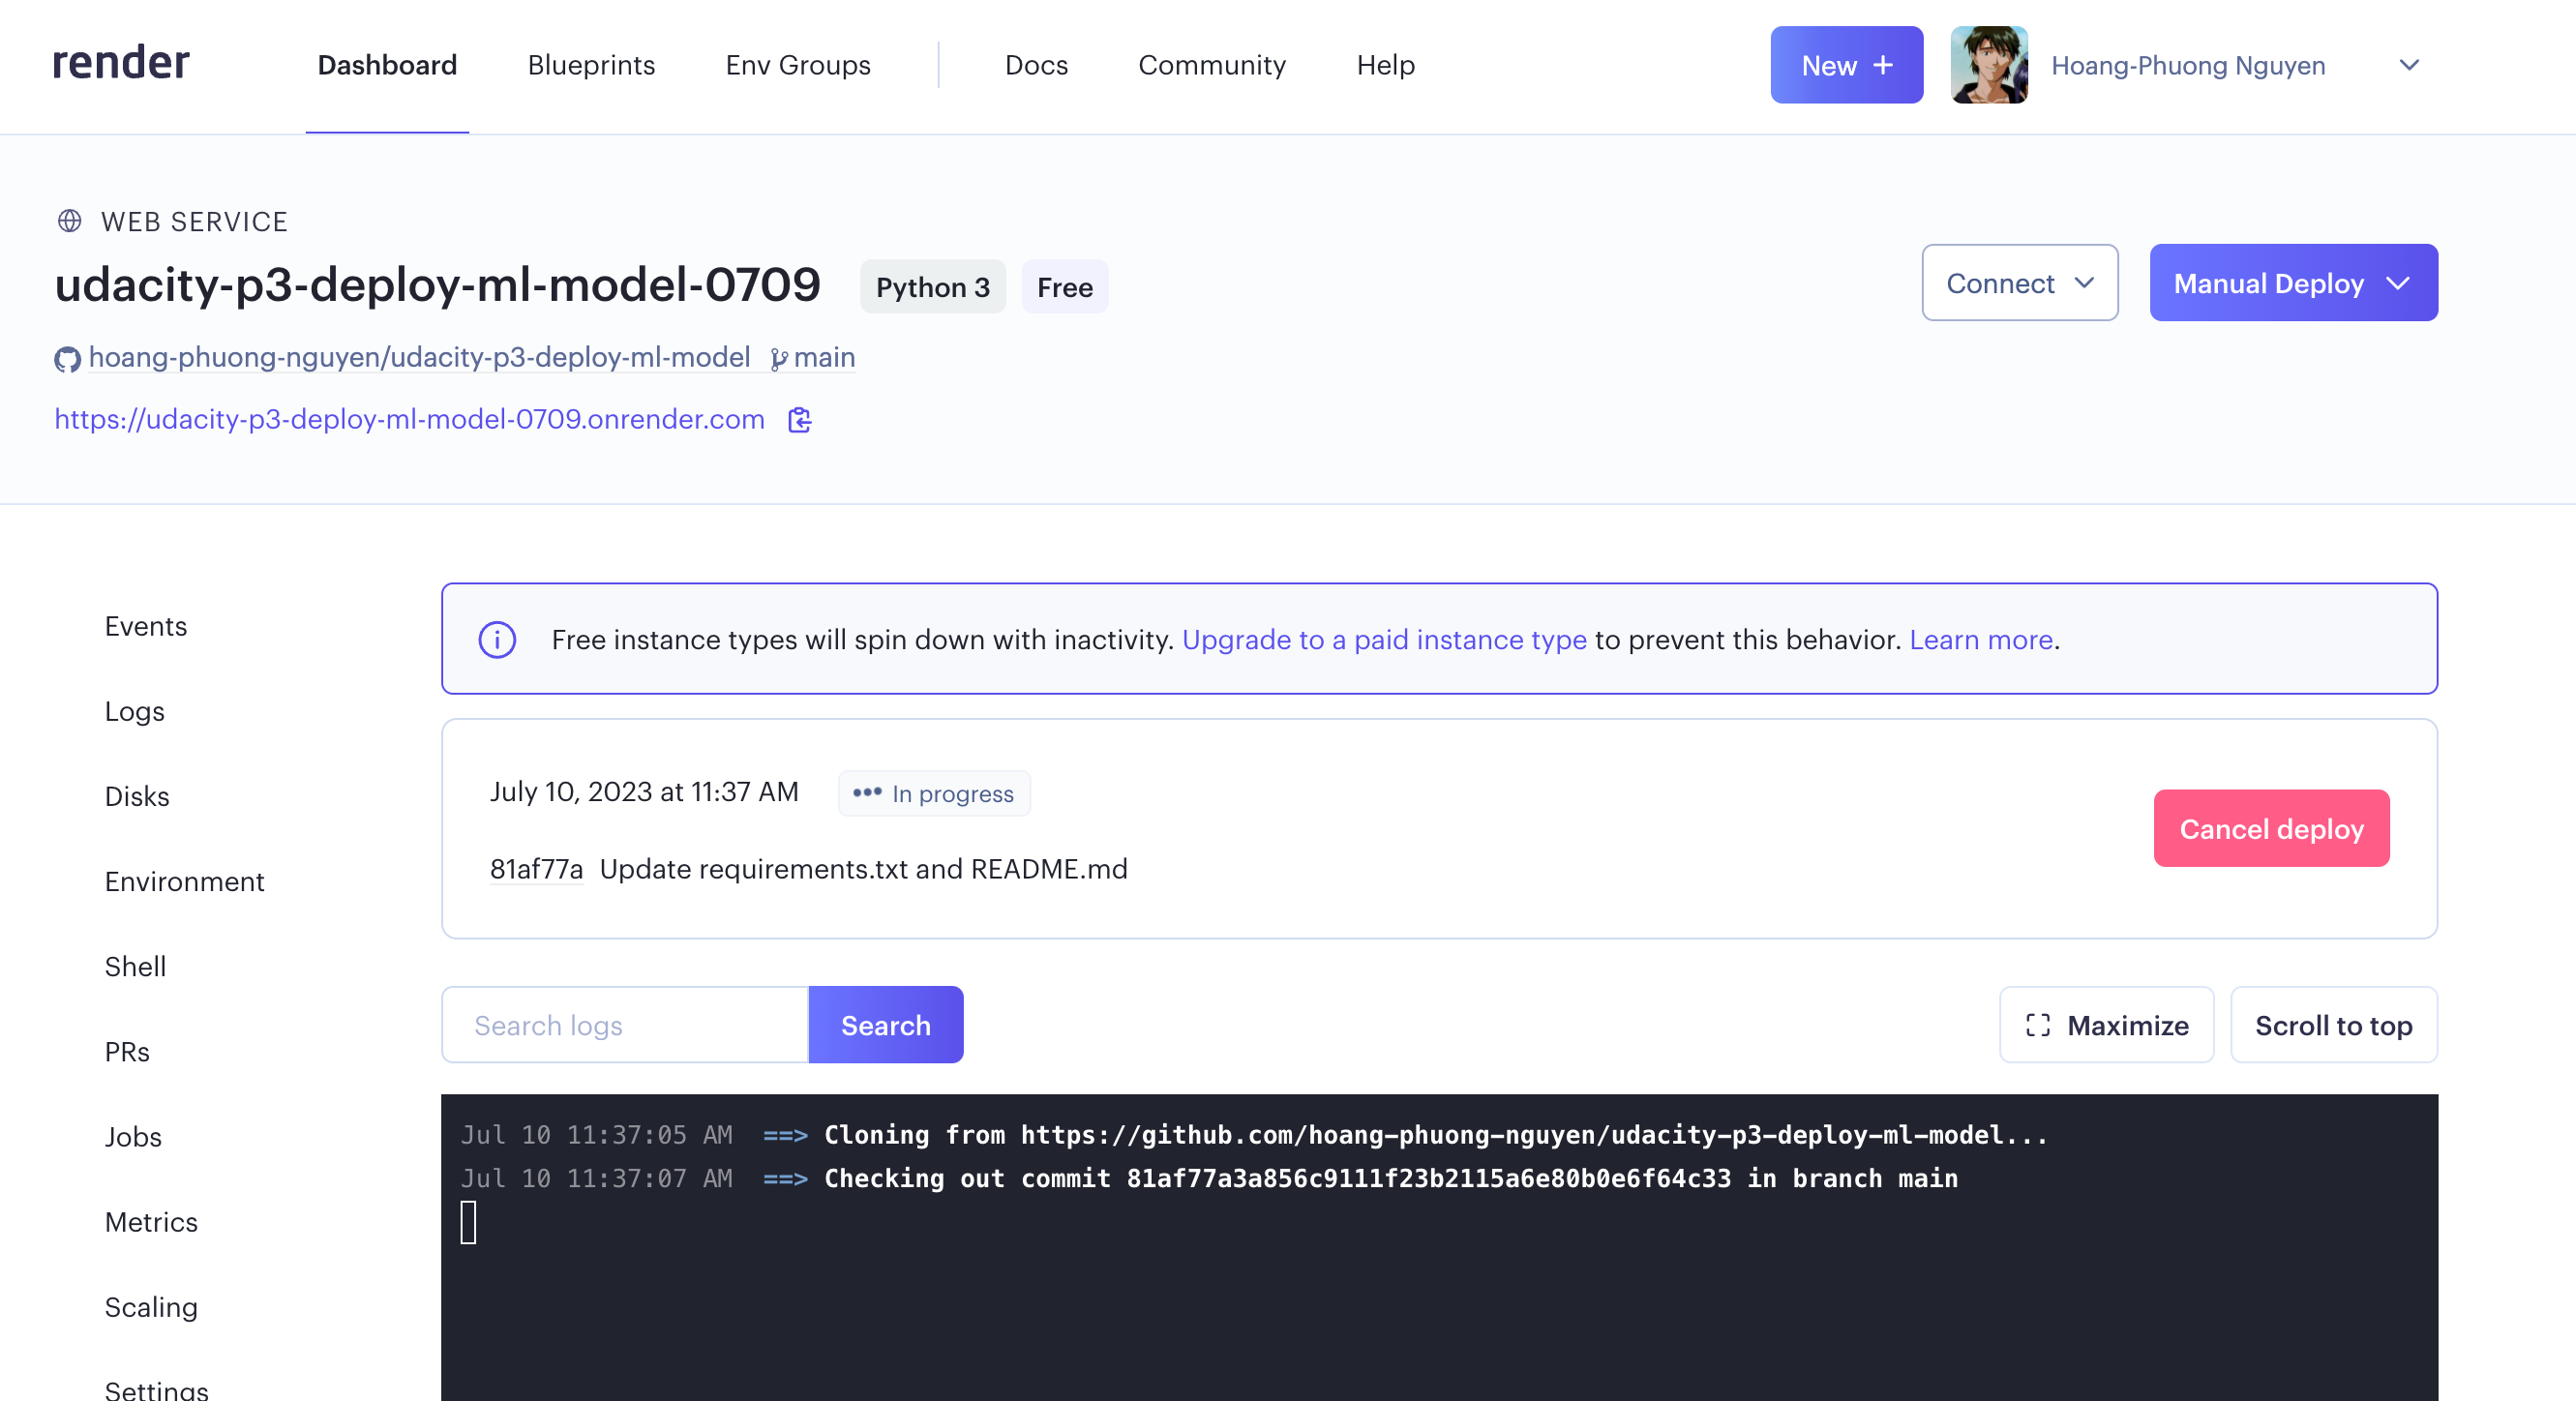 render Dashboard Blueprints Env Groups Docs Community Help New + Hoang-Phuong Nguyen
WEB SERVICE
udacity-p3-deploy-ml-model-0709 Python 3 Free Connect Manual Deploy
hoang-phuong-nguyen/udacity-p3-deploy-ml-model main
https://udacity-p3-deploy-ml-model-0709.onrender.com
Events
Logs
Disks
Environment
Shell
PRs
Jobs
Metrics
Scaling
Settings
Free instance types will spin down with inactivity. Upgrade to a paid instance type to prevent this behavior. Learn more.
July 10, 2023 at 11:37 AM ••• In progress
Cancel deploy
81af77a Update requirements.txt and README.md
Search logs Search Maximize Scroll to top
Jul 10 11:37:05 AM ==> Cloning from https://github.com/hoang-phuong-nguyen/udacity-p3-deploy-ml-model...
Jul 10 11:37:07 AM ==> Checking out commit 81af77a3a856c9111f23b2115a6e80b0e6f64c33 in branch main